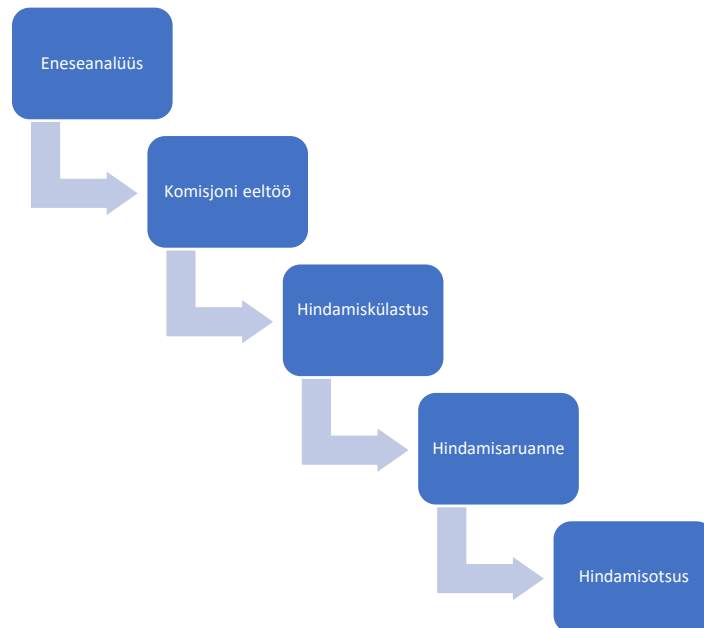 Eneseanalüüs
Komisjoni eeltöö
Hindamiskülastus
Hindamisaruanne
Hindamisotsus